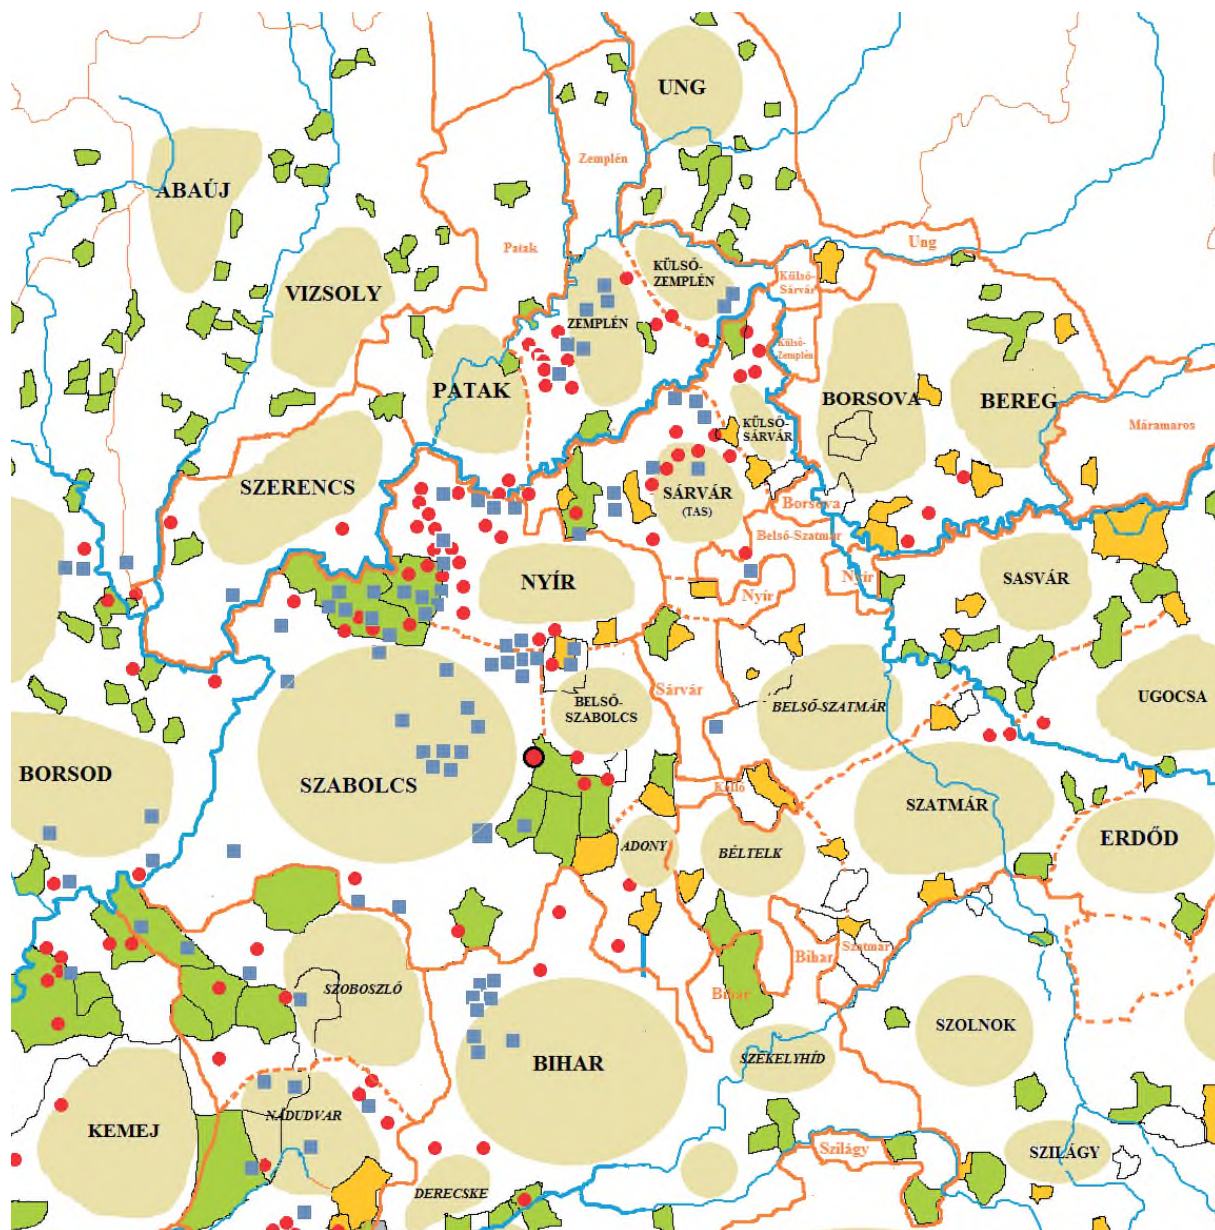 UNG
Zemplén
ABAÚJ
Patak
Ung
KÜLSŐ-
ZEMPLÉN
Külső-
Sárvár
VIZSOLY
ZEMPLÉN
Külső-
Zemplén
PATAK
BORSOVA
BEREG
Máramaros
KÜLSŐ-
SÁRVÁR
SZERENCS
SÁRVÁR
(TAS)
Borsova
Belső-Szatmár
NYÍR
Nyír
Nyír
SASVÁR
Sárvár
UGOCSA
BELSŐ-
SZABOLCS
BELSŐ-SZATMÁR
BORSOD
SZABOLCS
Kálló
SZATMÁR
ERDŐD
ADONY
BÉLTELK
Szatmár
Bihar
SZOBOSZLÓ
Bihar
SZOLNOK
BIHAR
SZÉKELYHÍD
NÁDUDVAR
KEMEJ
Szilágy
SZILÁGY
DERECSKE